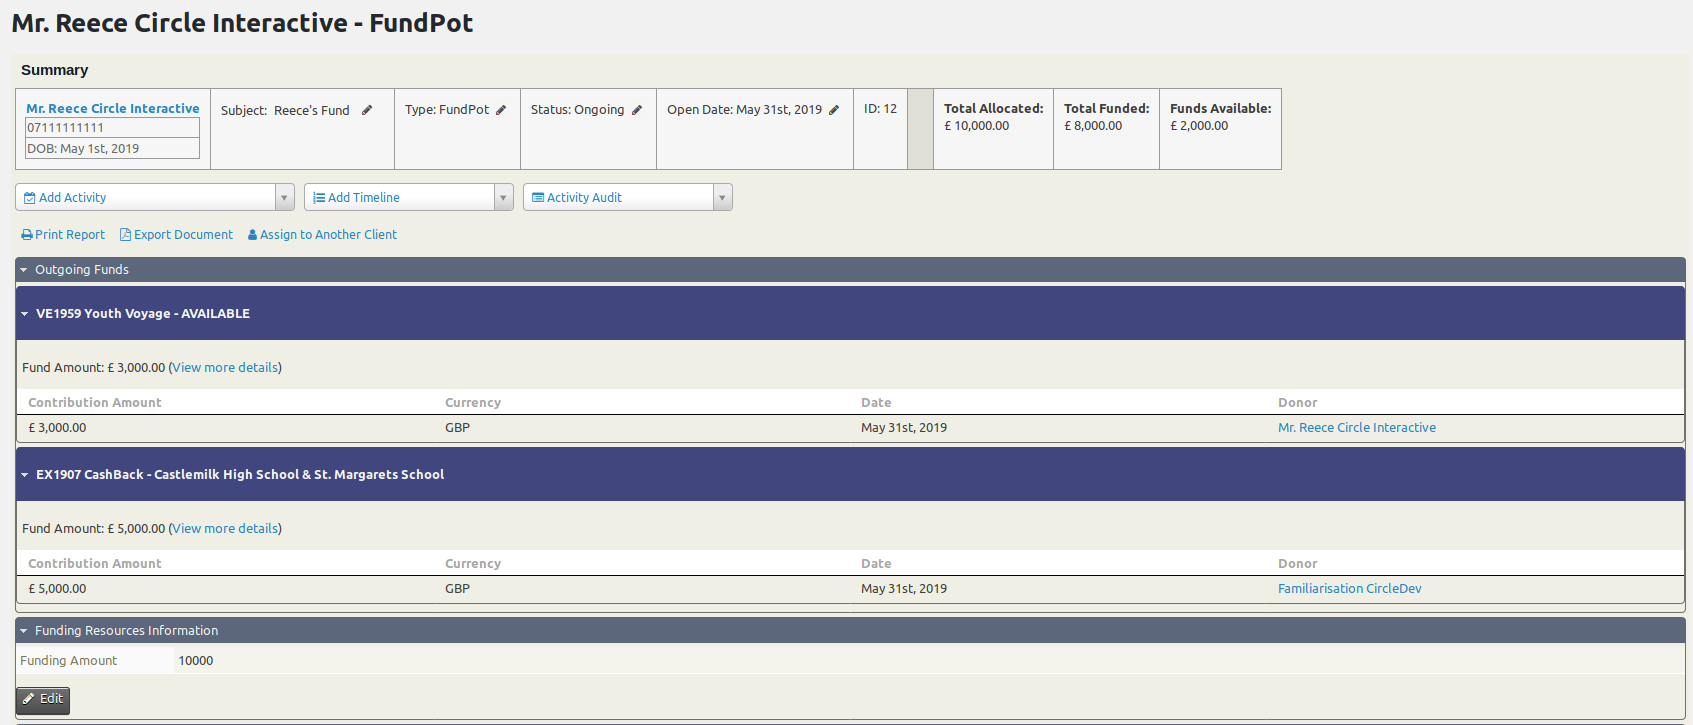 Mr. Reece Circle Interactive - FundPot
Summary
Mr. Reece Circle Interactive
07111111111
DOB: May 1st, 2019
Subject: Reece's Fund
Type: FundPot
Status: Ongoing
Open Date: May 31st, 2019
ID: 12
Total Allocated:
£ 10,000.00
Total Funded:
£ 8,000.00
Funds Available:
£ 2,000.00
Add Activity
Add Timeline
Activity Audit
Print Report Export Document Assign to Another Client
Outgoing Funds
VE1959 Youth Voyage - AVAILABLE
Fund Amount: £ 3,000.00 (View more details)
Contribution Amount Currency Date Donor
£ 3,000.00 GBP May 31st, 2019 Mr. Reece Circle Interactive
EX1907 CashBack - Castlemilk High School & St. Margarets School
Fund Amount: £ 5,000.00 (View more details)
Contribution Amount Currency Date Donor
£ 5,000.00 GBP May 31st, 2019 Familiarisation CircleDev
Funding Resources Information
Funding Amount 10000
Edit